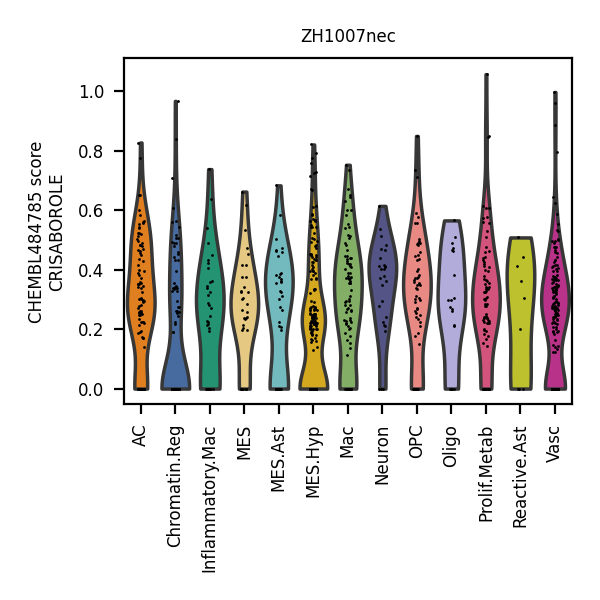 ZH1007nec
CHEMBL484785 score
CRISABOROLE
1.0
0.8
0.6
0.4
0.2
0.0
AC
Chromatin.Reg
Inflammatory.Mac
MES
MES.Ast
MES.Hyp
Mac
Neuron
OPC
Oligo
Prolif.Metab
Reactive.Ast
Vasc